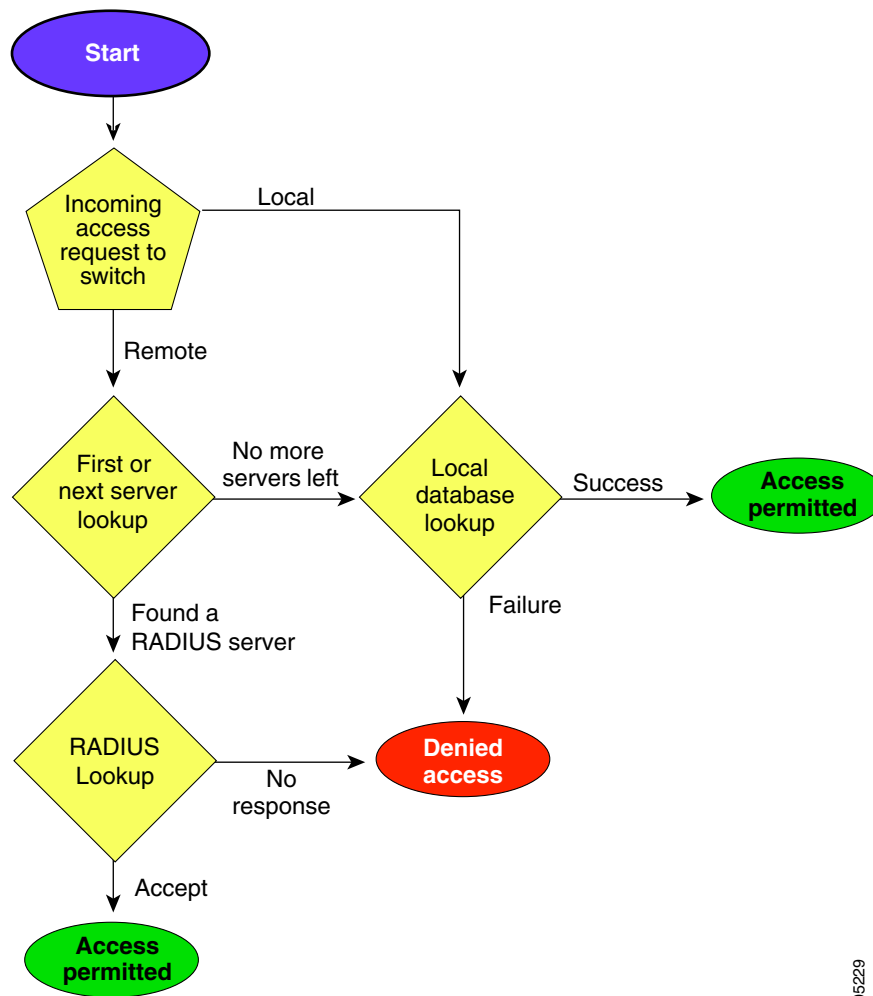 Start
Incoming
access
request to
switch
Local
Remote
First or
next server
lookup
No more
servers left
Local
database
lookup
Success
Access
permitted
Found a
RADIUS server
Failure
RADIUS
Lookup
No
response
Denied
access
Accept
Access
permitted